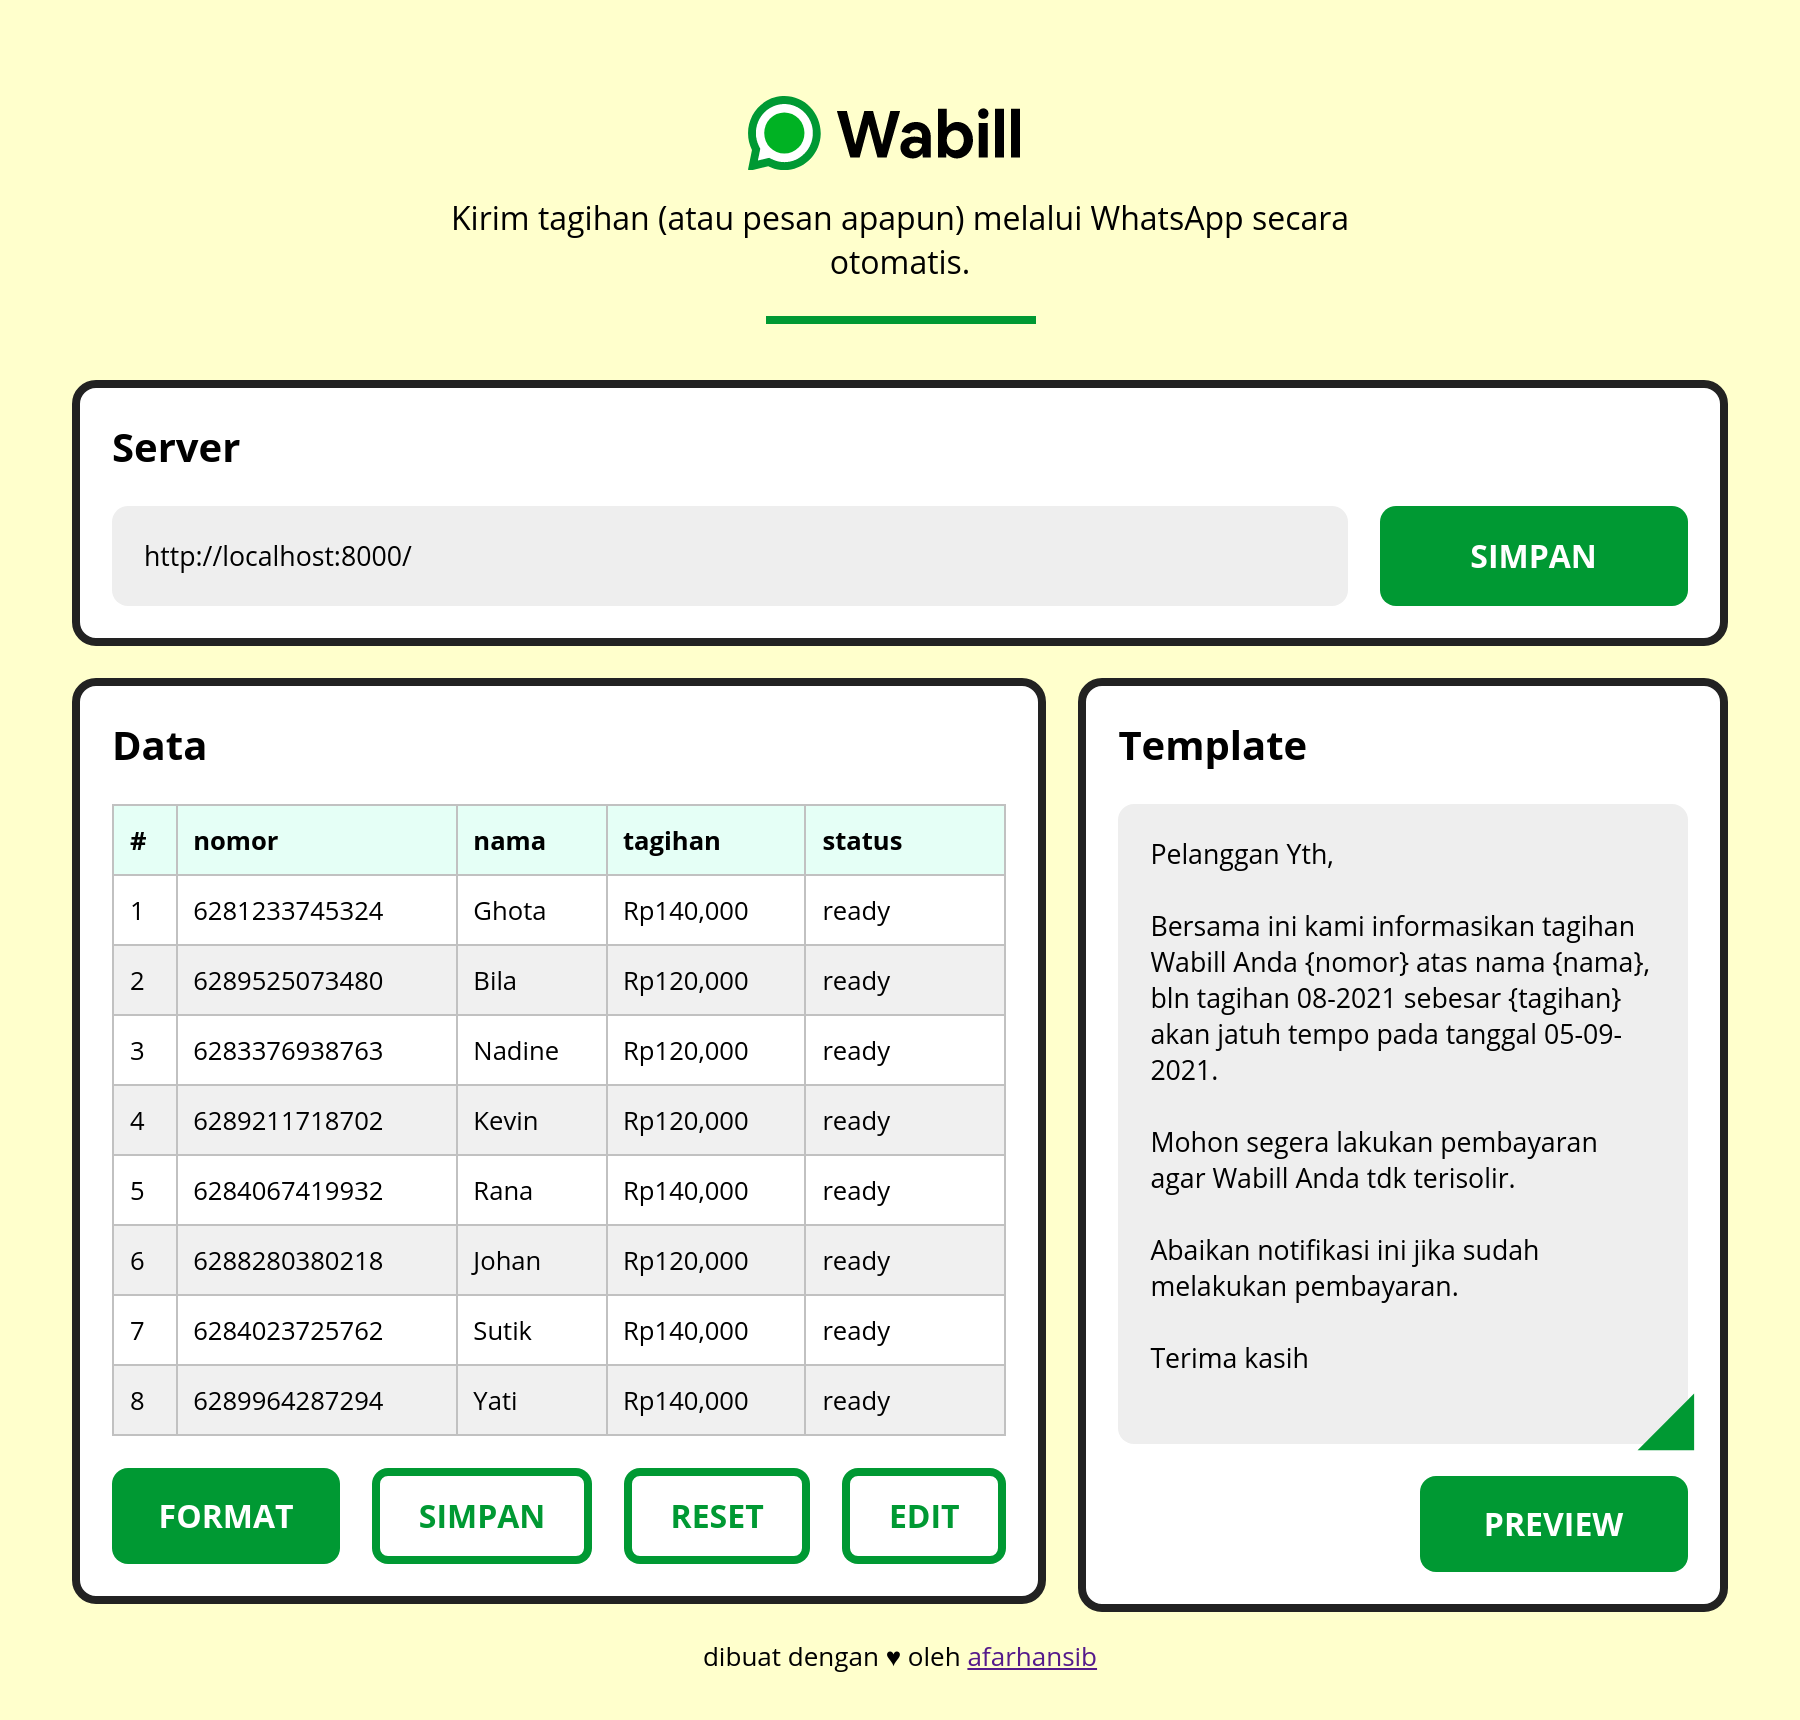 Wabill
Kirim tagihan (atau pesan apapun) melalui WhatsApp secara
otomatis.
Server
http://localhost:8000/
SIMPAN
Data
# nomor nama tagihan status
1 6281233745324 Ghota Rp140,000 ready
2 6289525073480 Bila Rp120,000 ready
3 6283376938763 Nadine Rp120,000 ready
4 6289211718702 Kevin Rp120,000 ready
5 6284067419932 Rana Rp140,000 ready
6 6288280380218 Johan Rp120,000 ready
7 6284023725762 Sutik Rp140,000 ready
8 6289964287294 Yati Rp140,000 ready
FORMAT SIMPAN RESET EDIT
Template
Pelanggan Yth,
Bersama ini kami informasikan tagihan
Wabill Anda {nomor} atas nama {nama},
bln tagihan 08-2021 sebesar {tagihan}
akan jatuh tempo pada tanggal 05-09-
2021.
Mohon segera lakukan pembayaran
agar Wabill Anda tdk terisolir.
Abaikan notifikasi ini jika sudah
melakukan pembayaran.
Terima kasih
PREVIEW
dibuat dengan ♥ oleh afarhansib